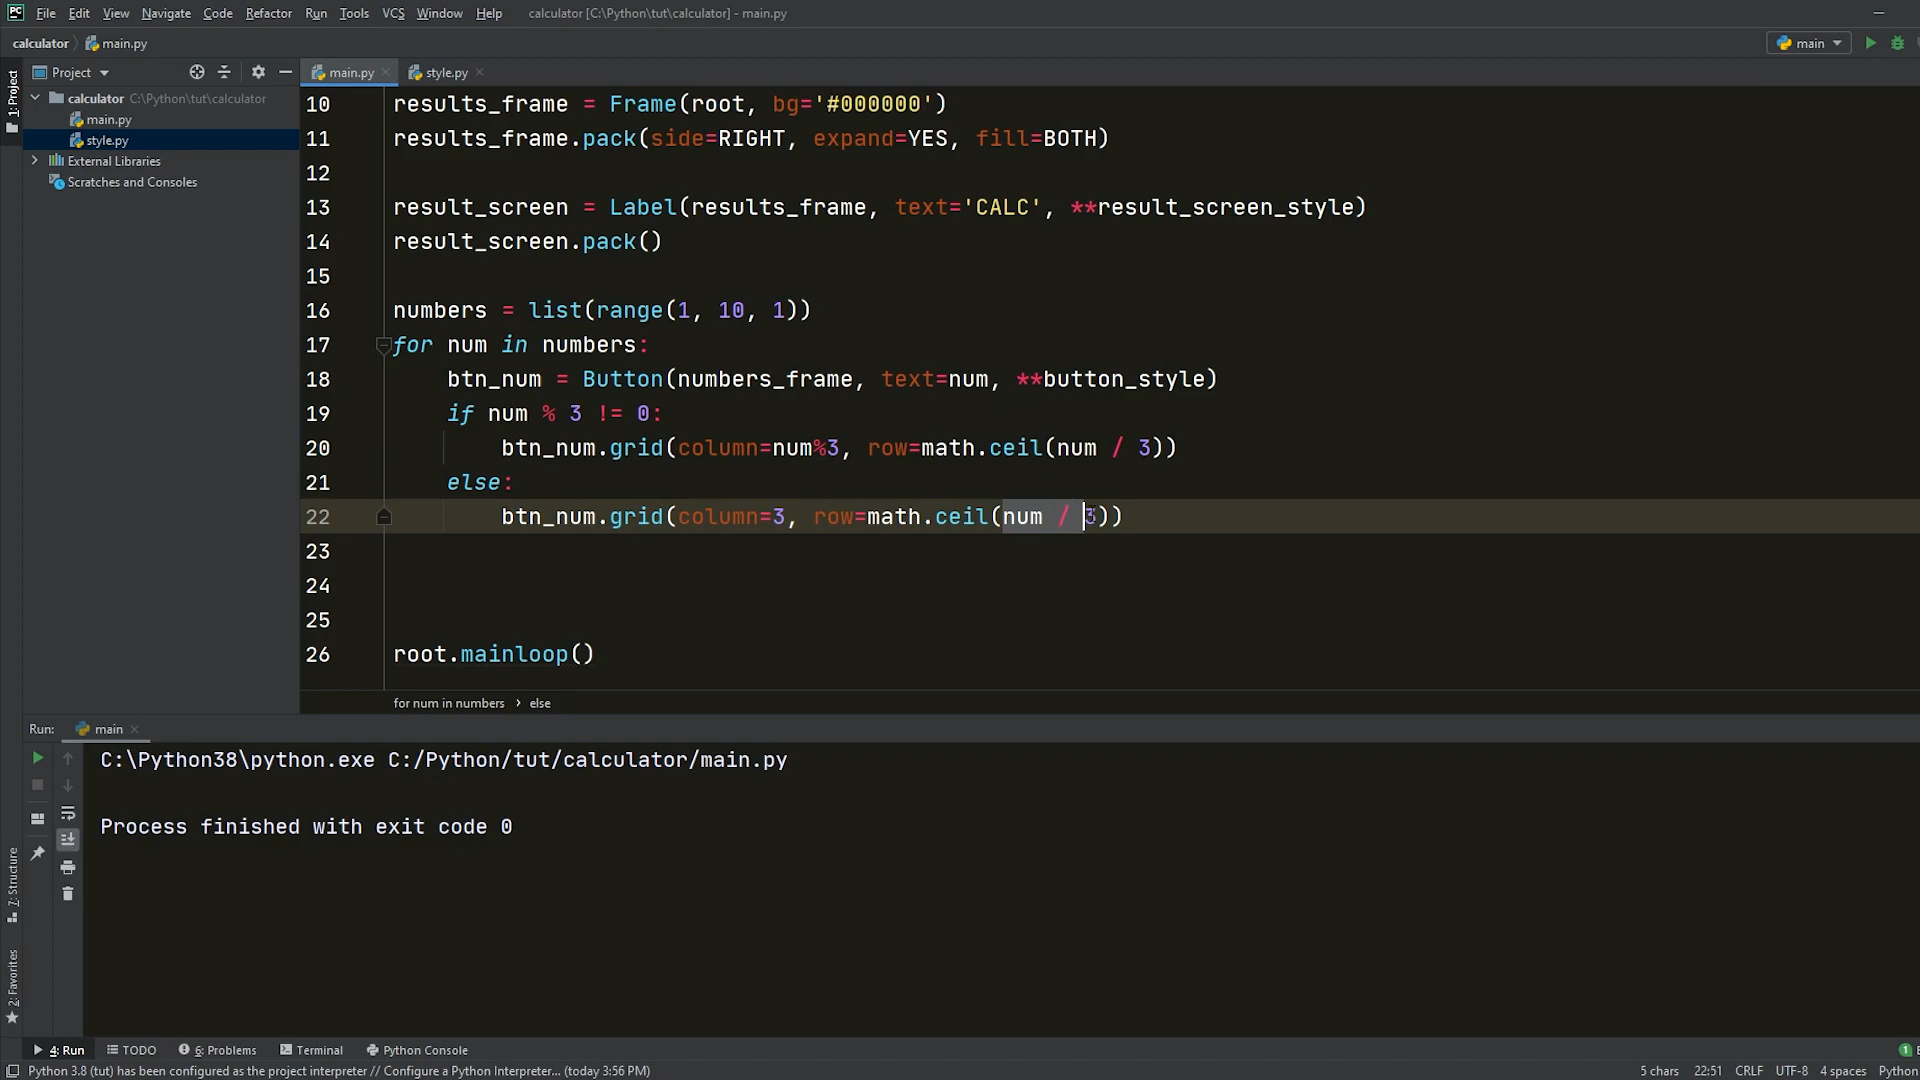 PC File Edit View Navigate Code Refactor Run Tools VCS Window Help calculator [C:\Python\tut\calculator] - main.py
calculator main.py main
1: Project
Project main.py style.py
calculator C:\Python\tut\calculator
main.py
style.py
External Libraries
Scratches and Consoles
10 results_frame = Frame(root, bg='#000000')
11 results_frame.pack(side=RIGHT, expand=YES, fill=BOTH)
12
13 result_screen = Label(results_frame, text='CALC', **result_screen_style)
14 result_screen.pack()
15
16 numbers = list(range(1, 10, 1))
17 for num in numbers:
18 btn_num = Button(numbers_frame, text=num, **button_style)
19 if num % 3 != 0:
20 btn_num.grid(column=num%3, row=math.ceil(num / 3))
21 else:
22 btn_num.grid(column=3, row=math.ceil(num / 3))
23
24
25
26 root.mainloop()
for num in numbers › else
Run: main
C:\Python38\python.exe C:/Python/tut/calculator/main.py
Process finished with exit code 0
7: Structure
2: Favorites
4: Run TODO 6: Problems Terminal Python Console 1
Python 3.8 (tut) has been configured as the project interpreter // Configure a Python Interpreter... (today 3:56 PM) 5 chars 22:51 CRLF UTF-8 4 spaces Python